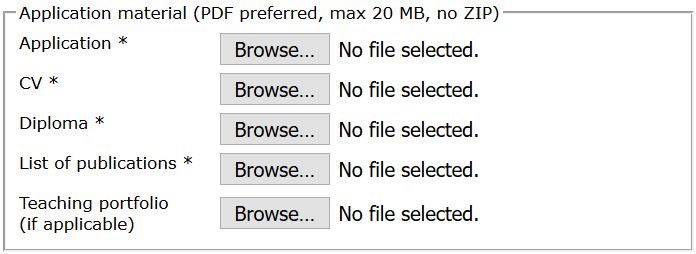 Application material (PDF preferred, max 20 MB, no ZIP)
Application * Browse... No file selected.
CV * Browse... No file selected.
Diploma * Browse... No file selected.
List of publications * Browse... No file selected.
Teaching portfolio
(if applicable) Browse... No file selected.